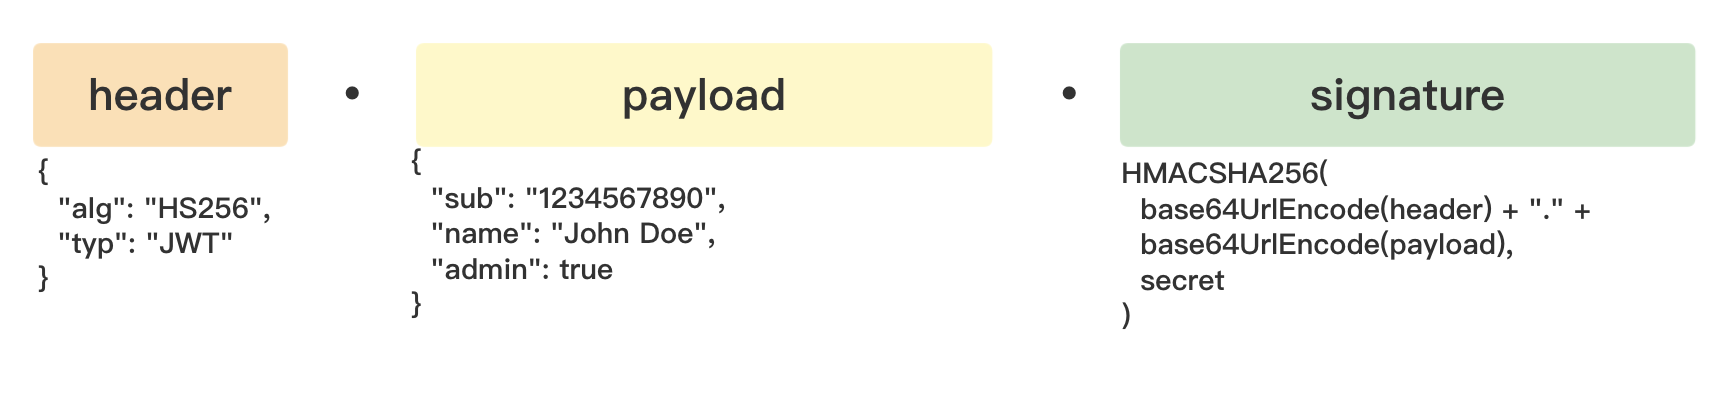 header
•
payload
•
signature
{
"alg": "HS256",
"typ": "JWT"
}
{
"sub": "1234567890",
"name": "John Doe",
"admin": true
}
HMACSHA256(
base64UrlEncode(header) + "." +
base64UrlEncode(payload),
secret
)